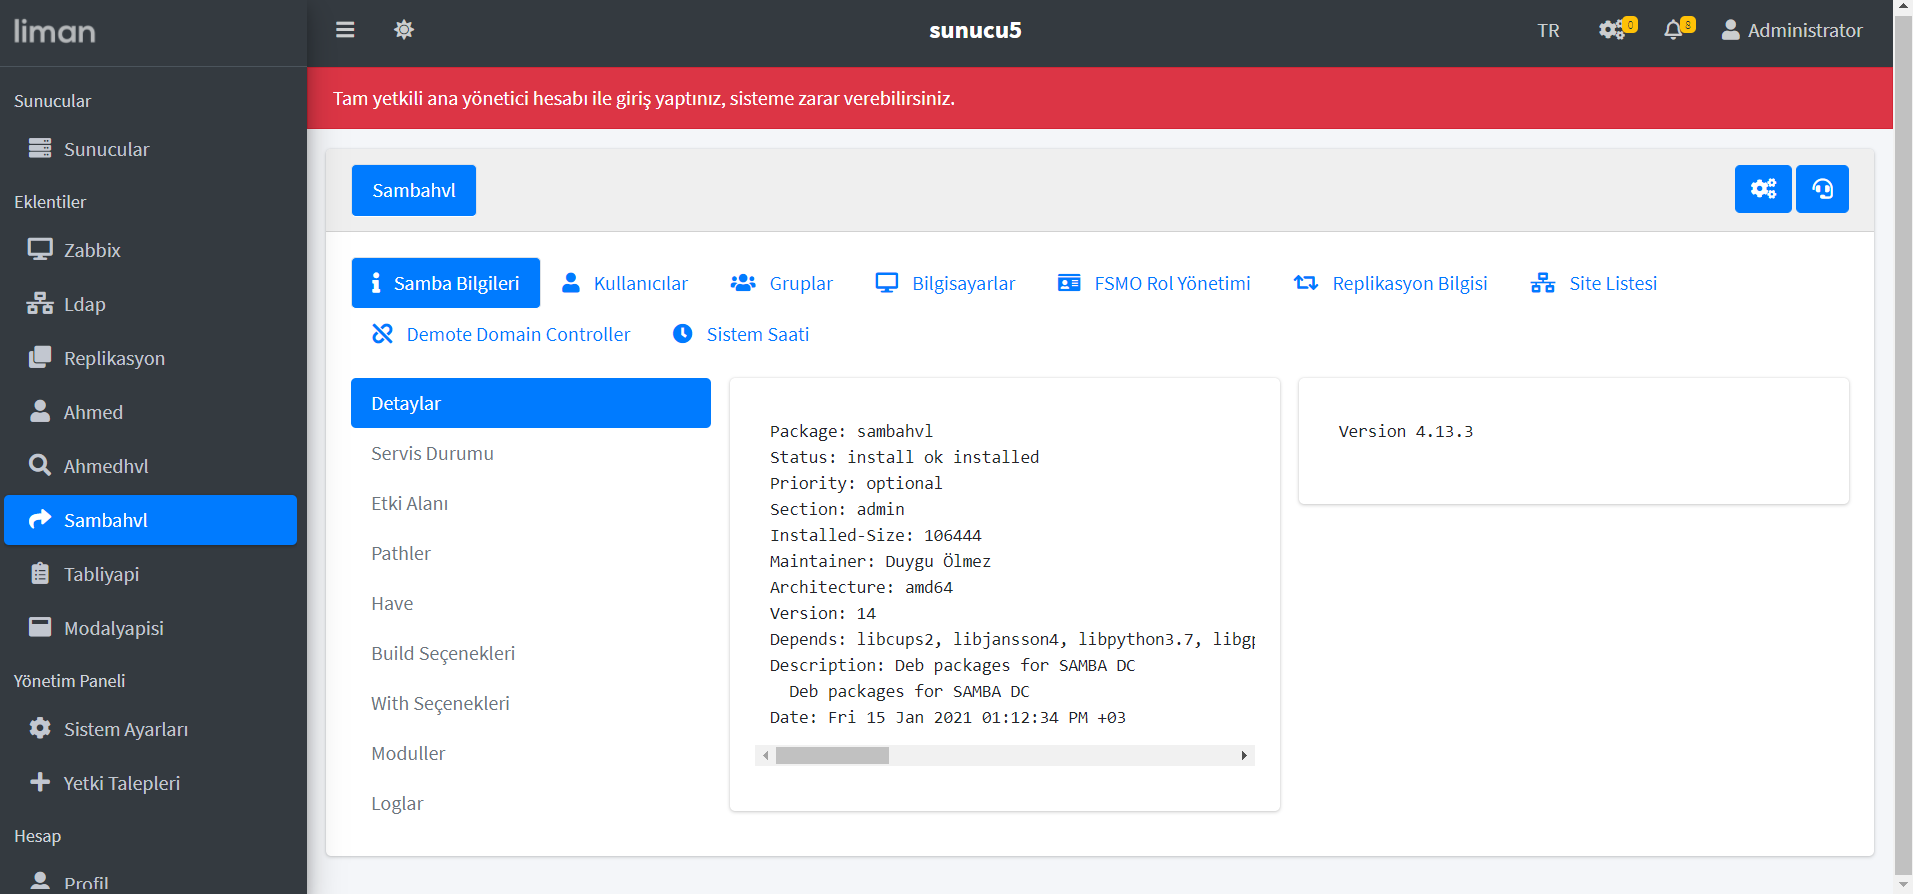 liman
sunucu5
TR
0
8
Administrator
Tam yetkili ana yönetici hesabı ile giriş yaptınız, sisteme zarar verebilirsiniz.
Sunucular
Sunucular
Eklentiler
Zabbix
Ldap
Replikasyon
Ahmed
Ahmedhvl
Sambahvl
Tabliyapi
Modalyapisi
Yönetim Paneli
Sistem Ayarları
Yetki Talepleri
Hesap
Profil
Sambahvl
Samba Bilgileri
Kullanıcılar
Gruplar
Bilgisayarlar
FSMO Rol Yönetimi
Replikasyon Bilgisi
Site Listesi
Demote Domain Controller
Sistem Saati
Detaylar
Servis Durumu
Etki Alanı
Pathler
Have
Build Seçenekleri
With Seçenekleri
Moduller
Loglar
Package: sambahvl
Status: install ok installed
Priority: optional
Section: admin
Installed-Size: 106444
Maintainer: Duygu Ölmez
Architecture: amd64
Version: 14
Depends: libcups2, libjansson4, libpython3.7, libgp
Description: Deb packages for SAMBA DC
Deb packages for SAMBA DC
Date: Fri 15 Jan 2021 01:12:34 PM +03
Version 4.13.3